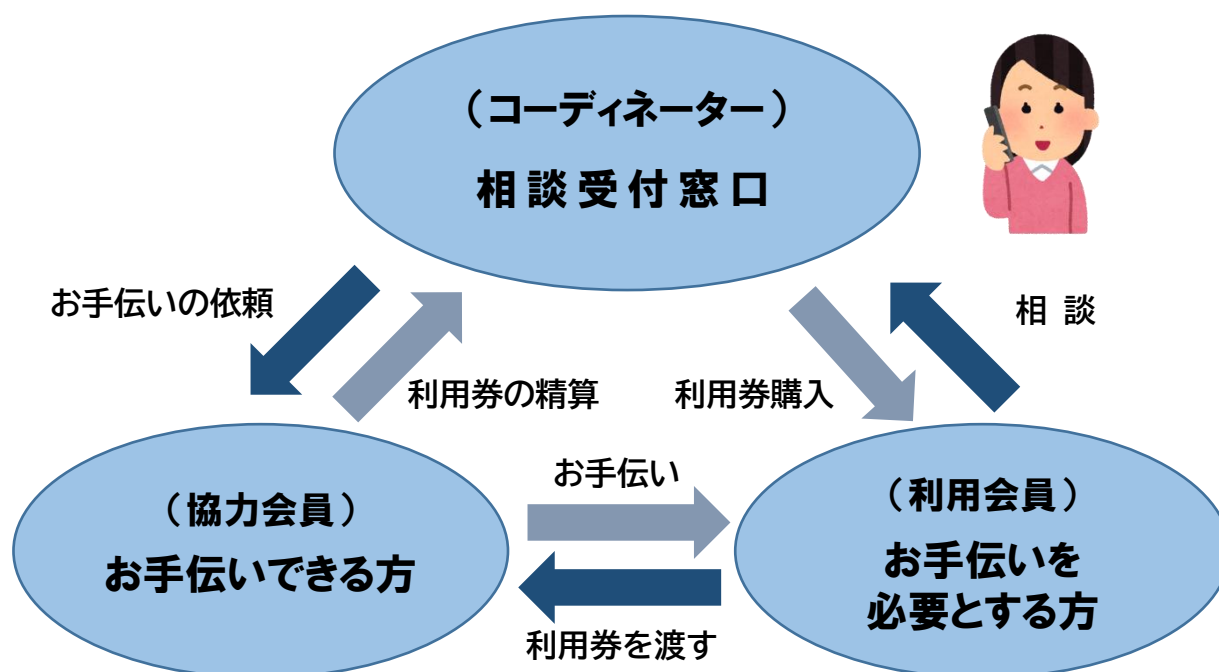 （コーディネーター）
相談受付窓口
お手伝いの依頼
相 談
利用券の精算
利用券購入
お手伝い
（協力会員）
お手伝いできる方
（利用会員）
お手伝いを
必要とする方
利用券を渡す